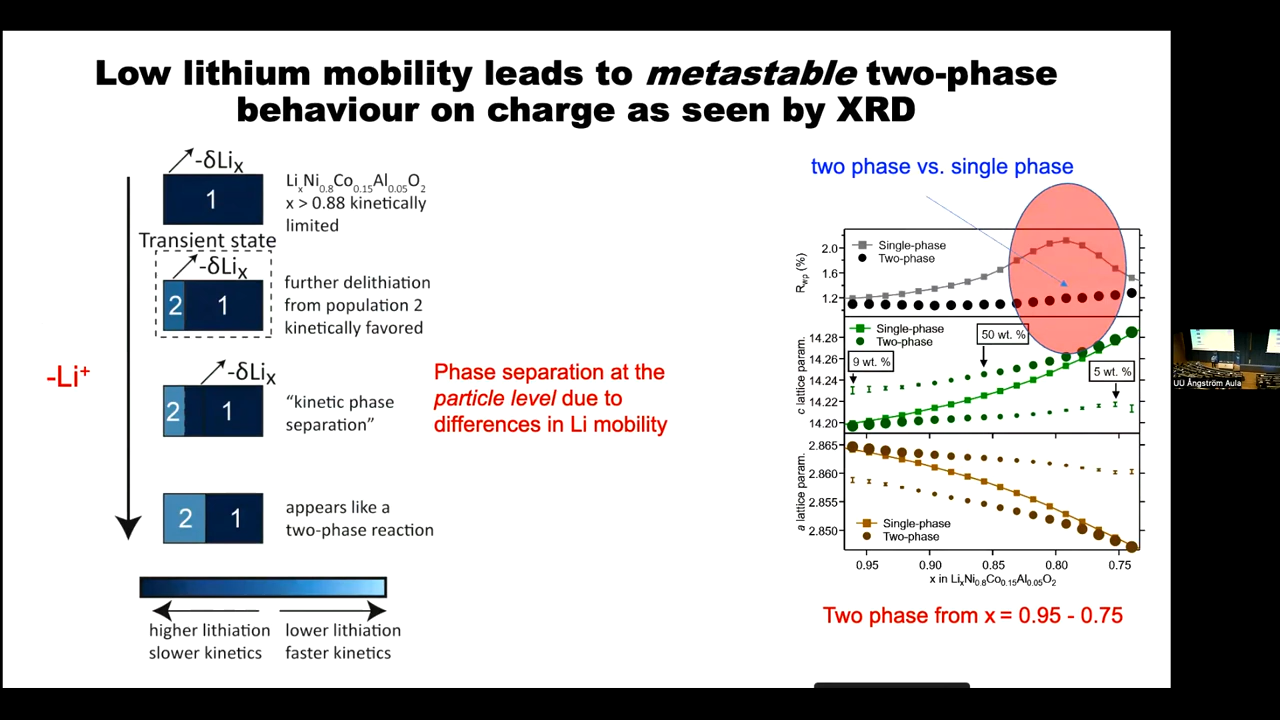 Low lithium mobility leads to metastable two-phase
behaviour on charge as seen by XRD
-δLiₓ
1
LiₓNi₀.₈Co₀.₁₅Al₀.₀₅O₂
x > 0.88 kinetically
limited
Transient state
-δLiₓ
2 1
further delithiation
from population 2
kinetically favored
-Li⁺
-δLiₓ
2 1
“kinetic phase
separation”
2 1
appears like a
two-phase reaction
higher lithiation
slower kinetics
lower lithiation
faster kinetics
Phase separation at the
particle level due to
differences in Li mobility
two phase vs. single phase
Rwp (%)
2.0
1.6
1.2
Single-phase
Two-phase
c lattice param.
14.28
14.26
14.24
14.22
14.20
Single-phase
Two-phase
9 wt. %
50 wt. %
5 wt. %
a lattice param.
2.865
2.860
2.855
2.850
Single-phase
Two-phase
0.95 0.90 0.85 0.80 0.75
x in LiₓNi₀.₈Co₀.₁₅Al₀.₀₅O₂
Two phase from x = 0.95 - 0.75
UU Ångström Aula